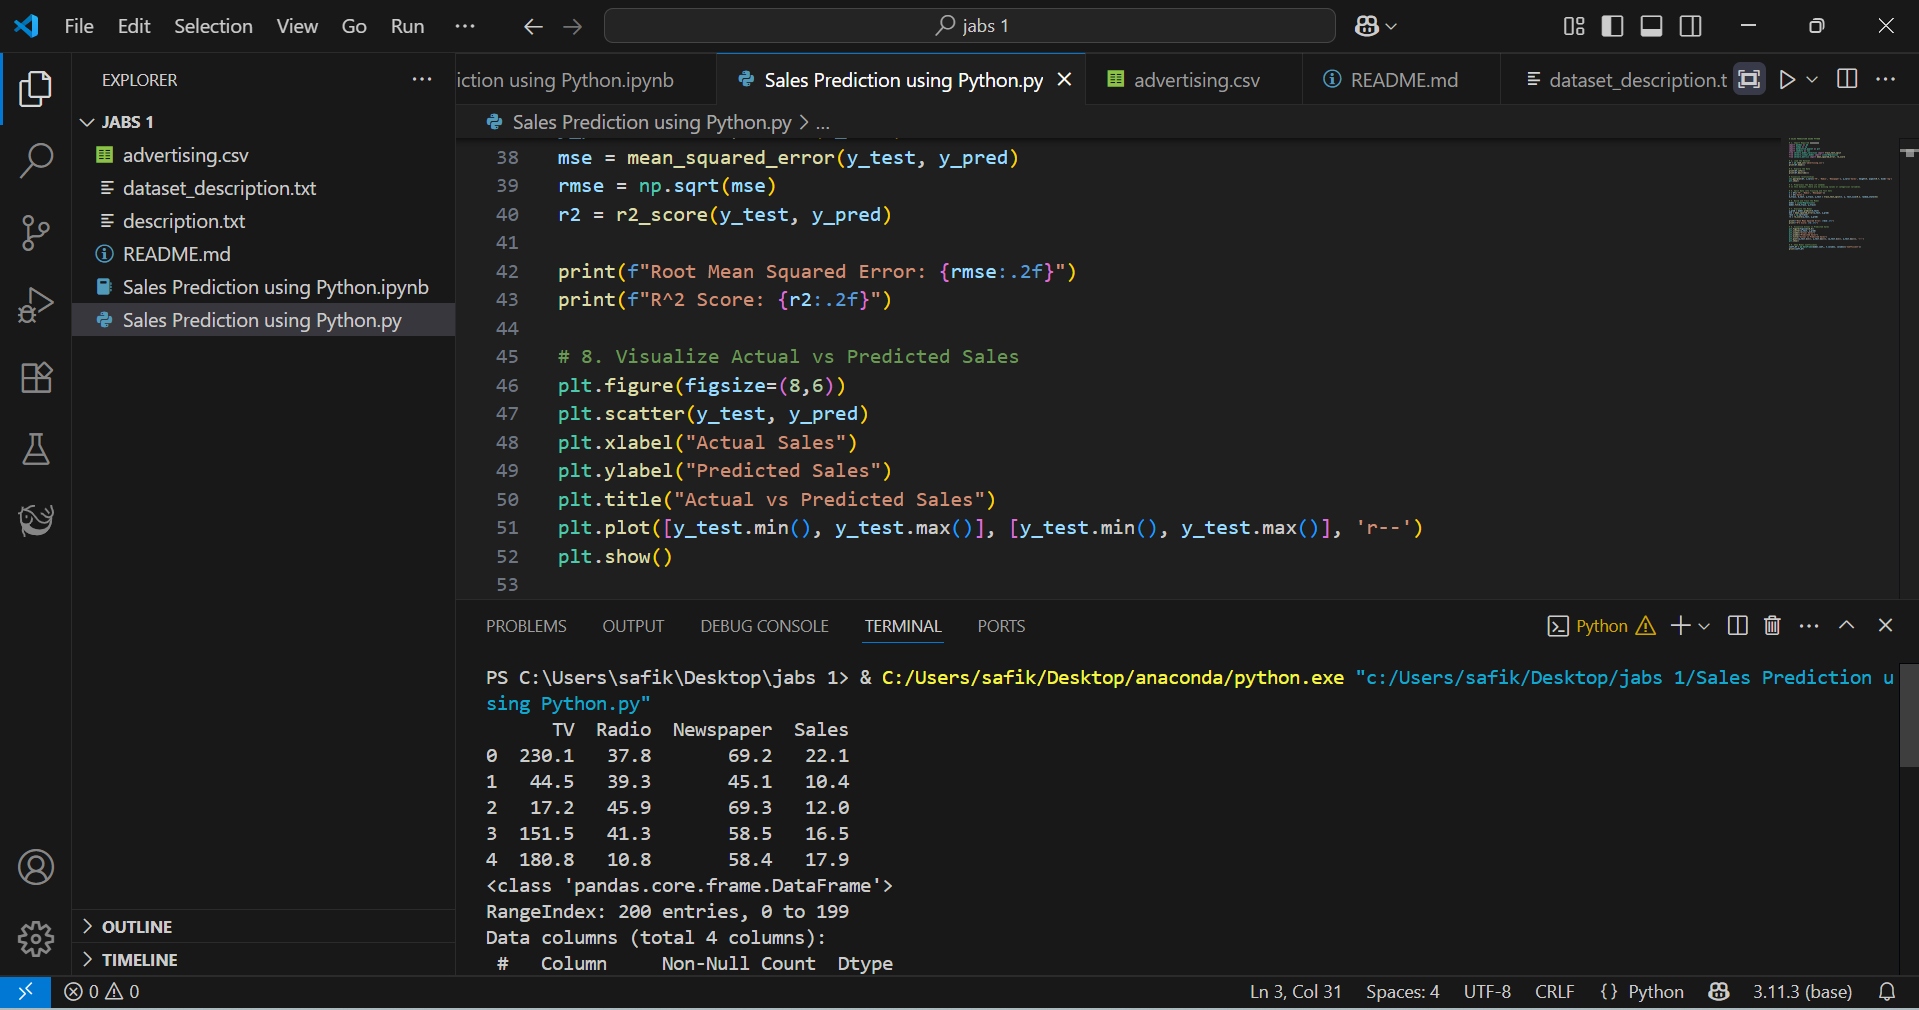 File Edit Selection View Go Run ... jabs 1
EXPLORER ...
JABS 1
advertising.csv
dataset_description.txt
description.txt
README.md
Sales Prediction using Python.ipynb
Sales Prediction using Python.py
OUTLINE
TIMELINE
iction using Python.ipynb Sales Prediction using Python.py advertising.csv README.md dataset_description.t
Sales Prediction using Python.py > ...
38 mse = mean_squared_error(y_test, y_pred)
39 rmse = np.sqrt(mse)
40 r2 = r2_score(y_test, y_pred)
41
42 print(f"Root Mean Squared Error: {rmse:.2f}")
43 print(f"R^2 Score: {r2:.2f}")
44
45 # 8. Visualize Actual vs Predicted Sales
46 plt.figure(figsize=(8,6))
47 plt.scatter(y_test, y_pred)
48 plt.xlabel("Actual Sales")
49 plt.ylabel("Predicted Sales")
50 plt.title("Actual vs Predicted Sales")
51 plt.plot([y_test.min(), y_test.max()], [y_test.min(), y_test.max()], 'r--')
52 plt.show()
53
PROBLEMS OUTPUT DEBUG CONSOLE TERMINAL PORTS Python
PS C:\Users\safik\Desktop\jabs 1> & C:/Users/safik/Desktop/anaconda/python.exe "c:/Users/safik/Desktop/jabs 1/Sales Prediction u
sing Python.py"
TV Radio Newspaper Sales
0 230.1 37.8 69.2 22.1
1 44.5 39.3 45.1 10.4
2 17.2 45.9 69.3 12.0
3 151.5 41.3 58.5 16.5
4 180.8 10.8 58.4 17.9
<class 'pandas.core.frame.DataFrame'>
RangeIndex: 200 entries, 0 to 199
Data columns (total 4 columns):
# Column Non-Null Count Dtype
0 0 Ln 3, Col 31 Spaces: 4 UTF-8 CRLF {} Python 3.11.3 (base)